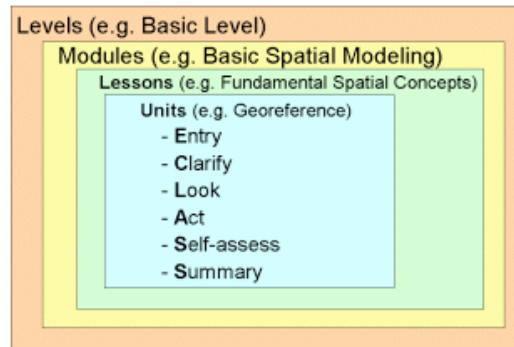 Levels (e.g. Basic Level)
Modules (e.g. Basic Spatial Modeling)
Lessons (e.g. Fundamental Spatial Concepts)
Units (e.g. Georeference)
- Entry
- Clarify
- Look
- Act
- Self-assess
- Summary